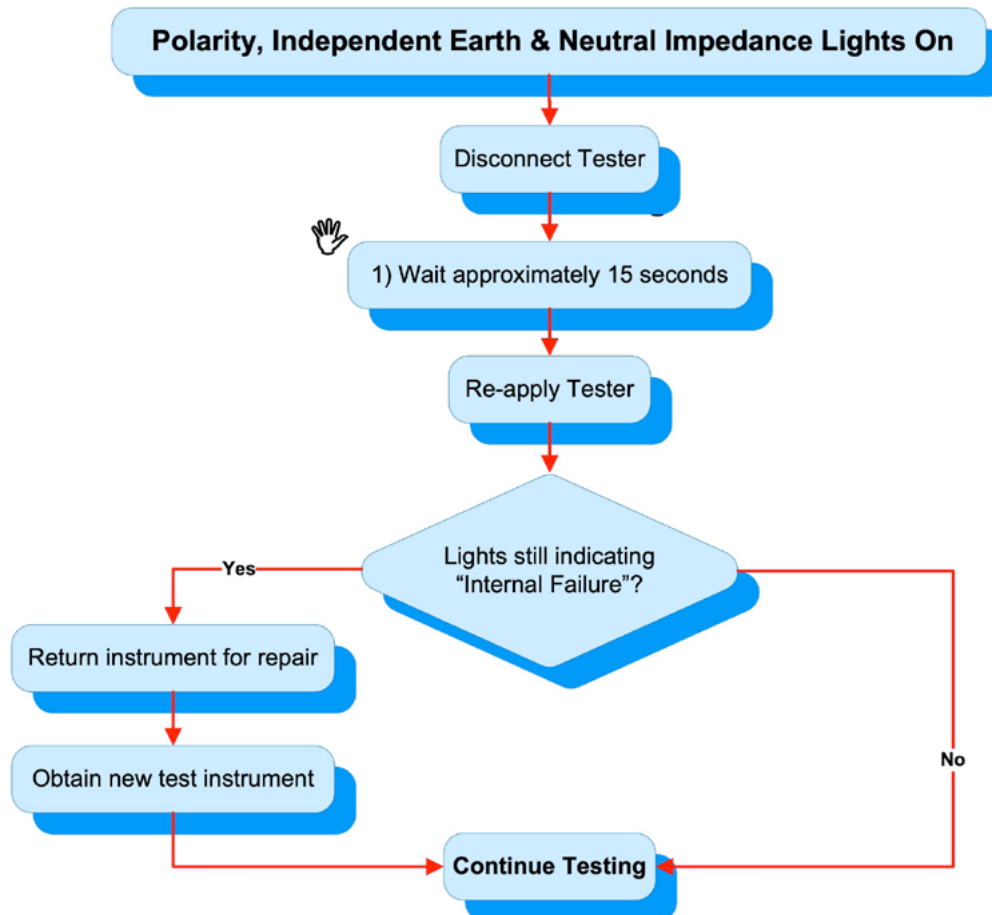 Polarity, Independent Earth & Neutral Impedance Lights On
Disconnect Tester
1) Wait approximately 15 seconds
Re-apply Tester
Lights still indicating
“Internal Failure”?
Yes
Return instrument for repair
Obtain new test instrument
No
Continue Testing